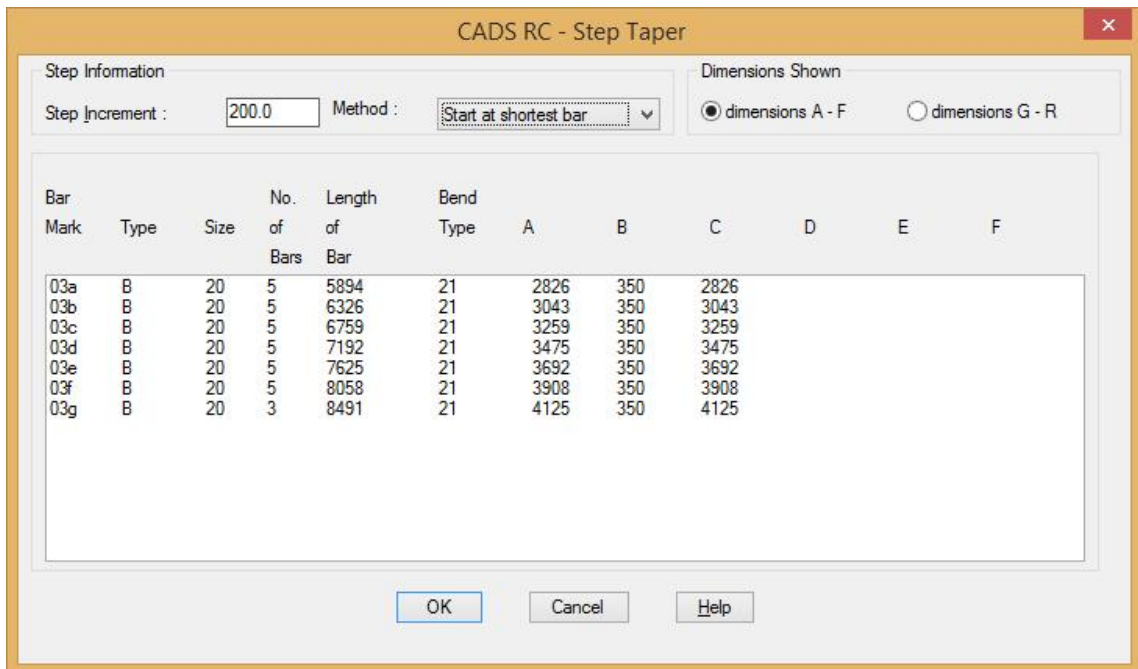 CADS RC - Step Taper
Step Information
Step Increment : 200.0 Method : Start at shortest bar
Dimensions Shown
dimensions A - F dimensions G - R
Bar No. Length Bend
Mark Type Size of of Type A B C D E F
Bars Bar
03a B 20 5 5894 21 2826 350 2826
03b B 20 5 6326 21 3043 350 3043
03c B 20 5 6759 21 3259 350 3259
03d B 20 5 7192 21 3475 350 3475
03e B 20 5 7625 21 3692 350 3692
03f B 20 5 8058 21 3908 350 3908
03g B 20 3 8491 21 4125 350 4125
OK Cancel Help